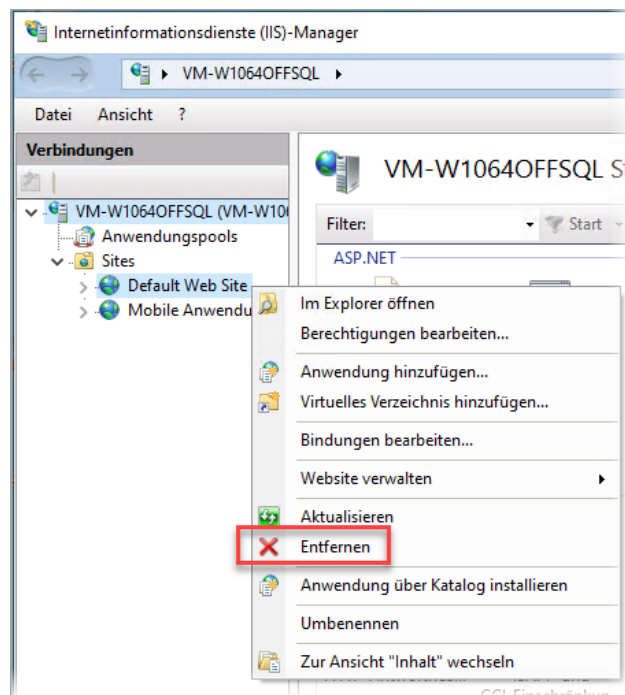 Internetinformationsdienste (IIS)-Manager
VM-W1064OFFSQL
Datei Ansicht ?
Verbindungen
VM-W1064OFFSQL S
VM-W1064OFFSQL (VM-W10
Anwendungspools
Filter: Start
Sites
ASP.NET
Default Web Site
Mobile Anwendu
Im Explorer öffnen
Berechtigungen bearbeiten...
Anwendung hinzufügen...
Virtuelles Verzeichnis hinzufügen...
Bindungen bearbeiten...
Website verwalten
Aktualisieren
Entfernen
Anwendung über Katalog installieren
Umbenennen
Zur Ansicht "Inhalt" wechseln